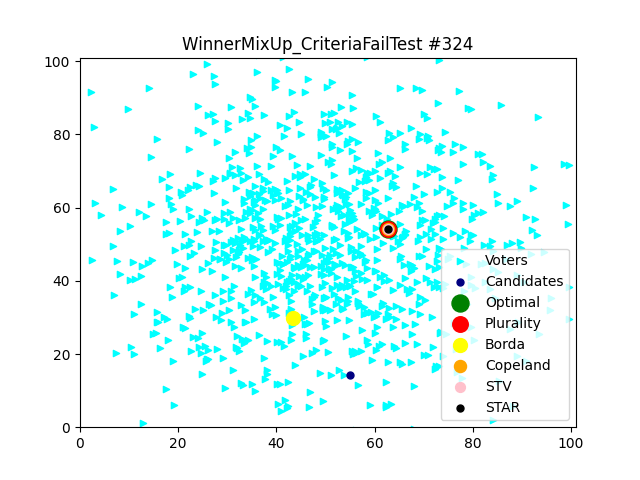 WinnerMixUp_CriteriaFailTest #324
100
80
60
40
20
0
0 20 40 60 80 100
Voters
Candidates
Optimal
Plurality
Borda
Copeland
STV
STAR